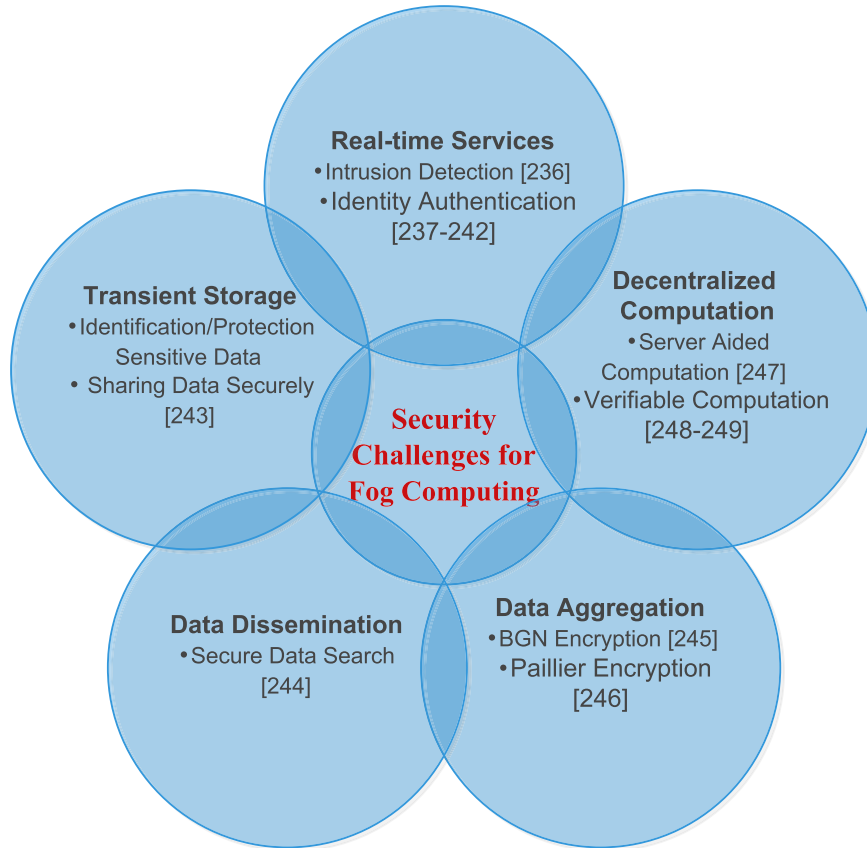 Real-time Services
•Intrusion Detection [236]
•Identity Authentication
[237-242]
Transient Storage
•Identification/Protection
Sensitive Data
• Sharing Data Securely
[243]
Decentralized
Computation
•Server Aided
Computation [247]
•Verifiable Computation
[248-249]
Security
Challenges for
Fog Computing
Data Dissemination
•Secure Data Search
[244]
Data Aggregation
•BGN Encryption [245]
•Paillier Encryption
[246]